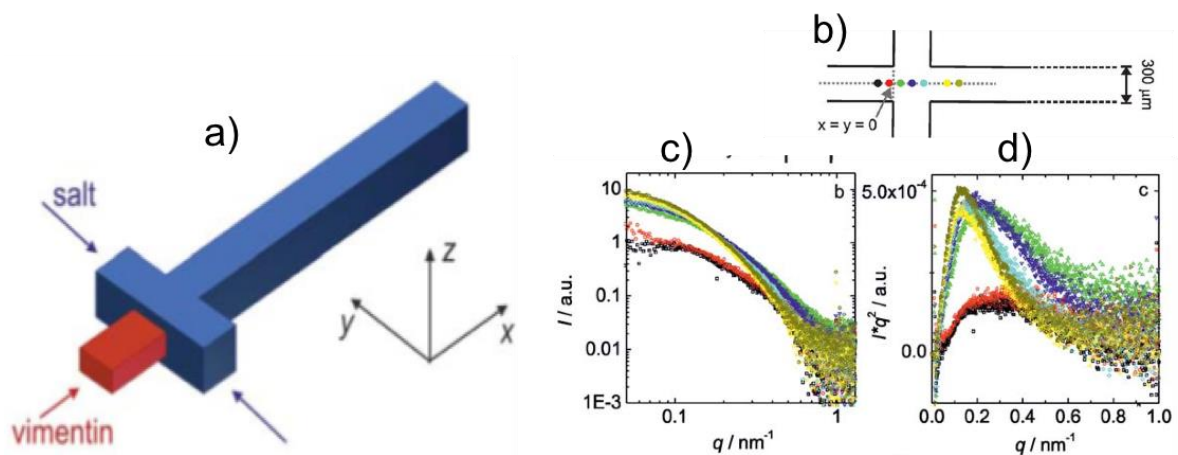 a)
salt
vimentin
z
y
x
b)
x = y = 0
300 µm
c)
b
10
1
0.1
0.01
1E-3
I / a.u.
0.1
1
q / nm⁻¹
d)
c
5.0x10⁻⁴
0.0
I*q² / a.u.
0.0 0.2 0.4 0.6 0.8 1.0
q / nm⁻¹